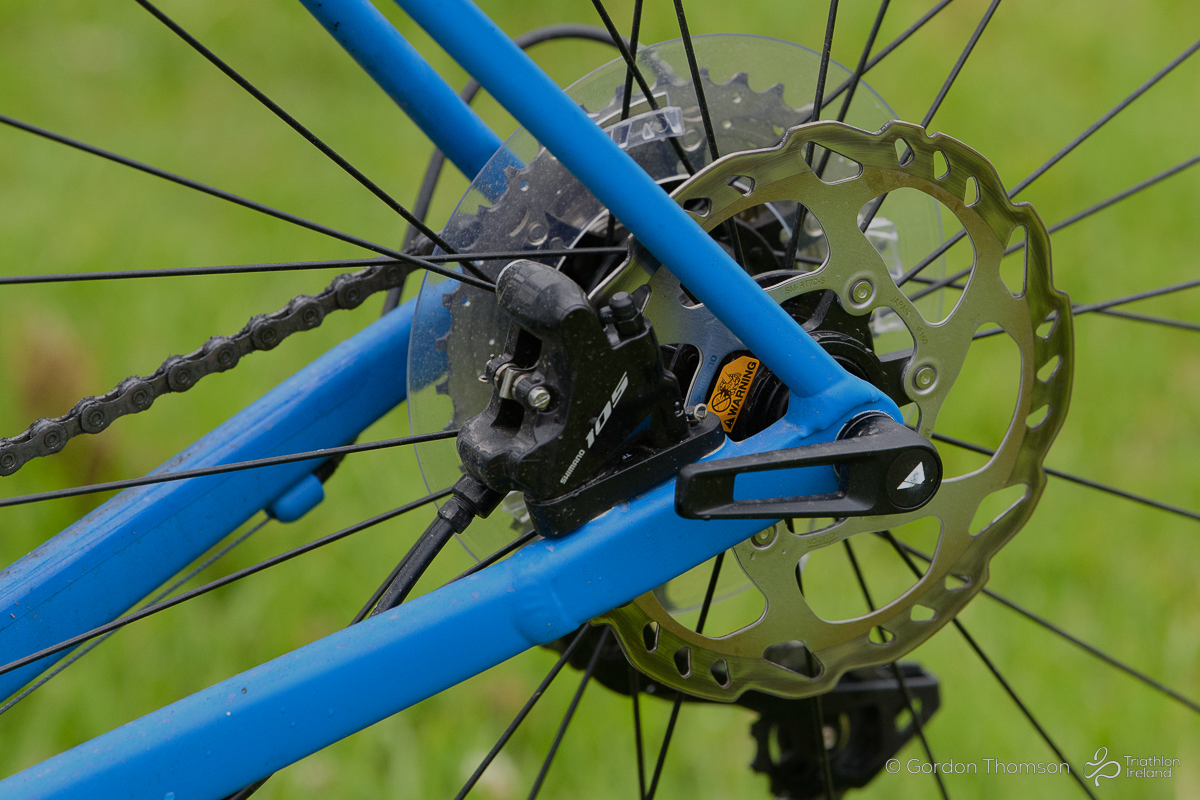 WARNING
SHIMANO
105
© Gordon Thomson
Triathlon
Ireland